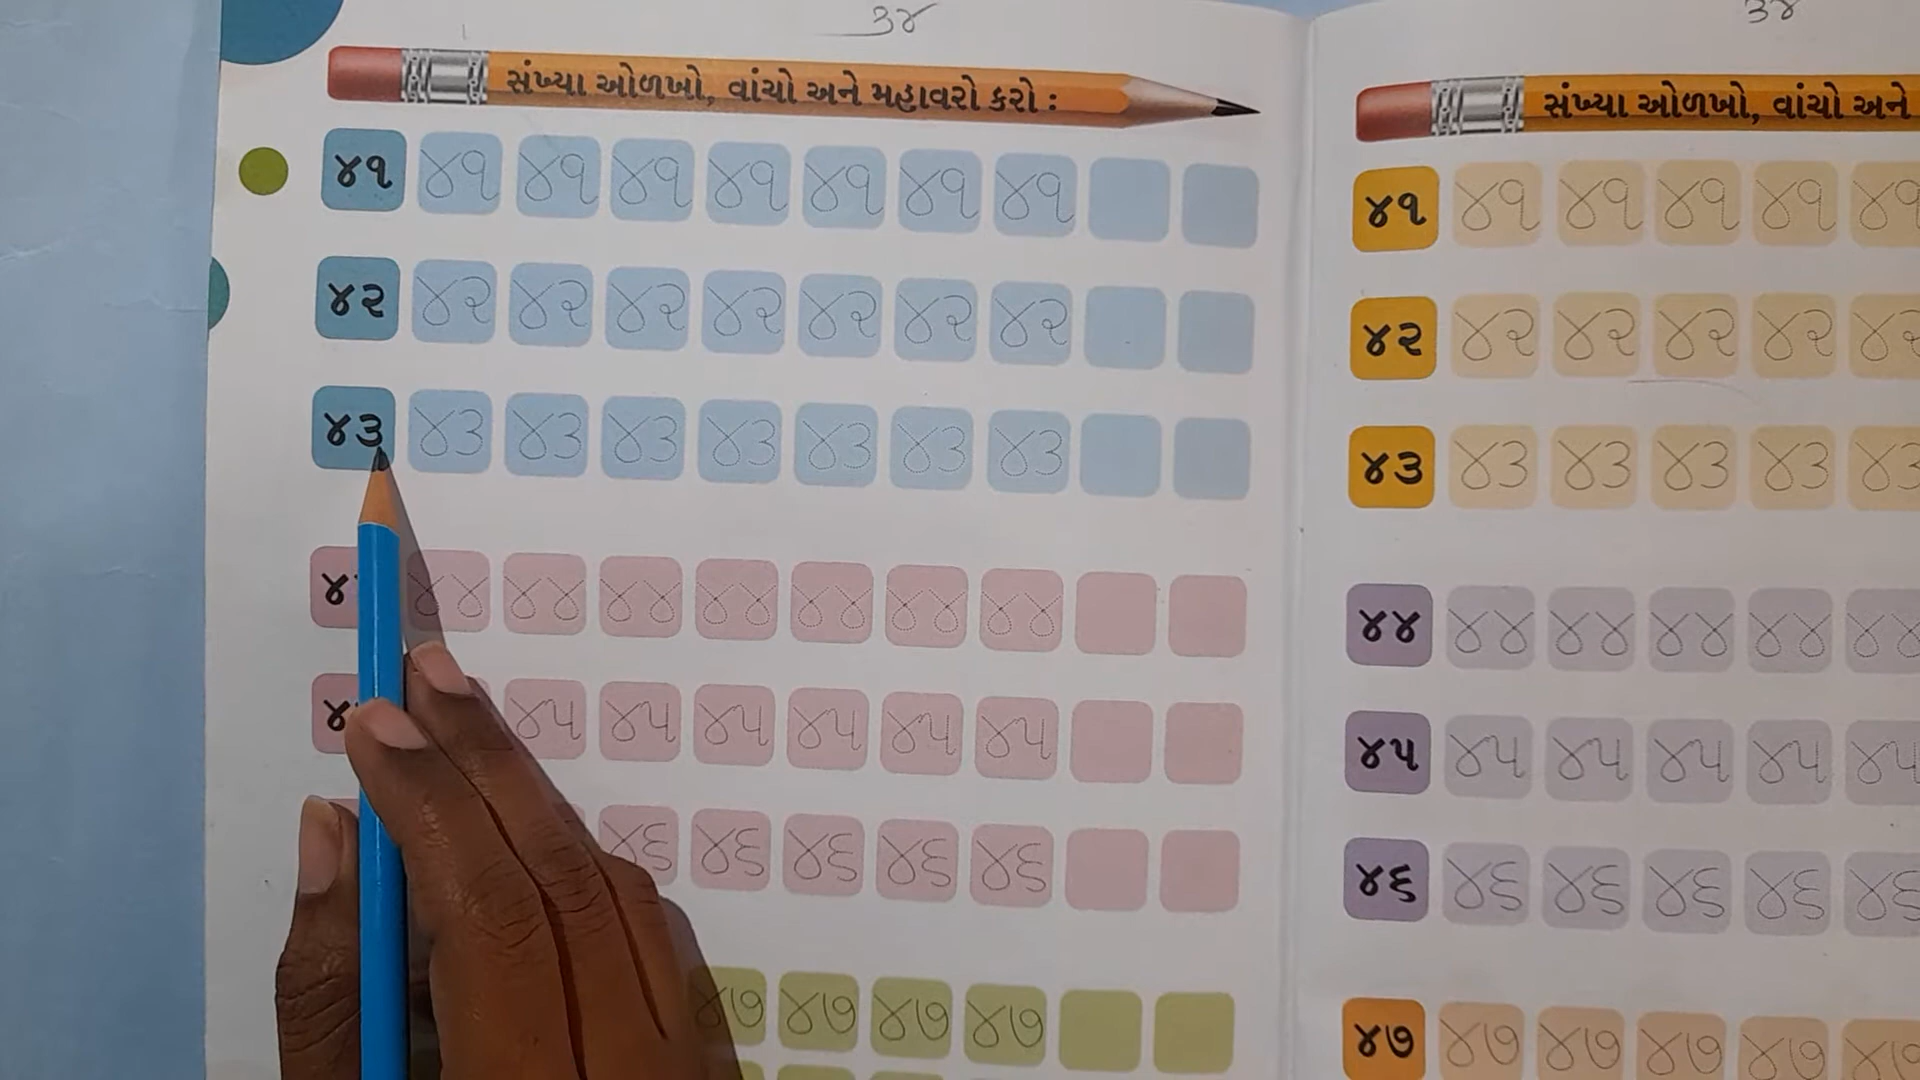 ૩૪
સંખ્યા ઓળખો, વાંચો અને મહાવરો કરો :
૪૧ ૪૧ ૪૧ ૪૧ ૪૧ ૪૧ ૪૧ ૪૧
૪૨ ૪૨ ૪૨ ૪૨ ૪૨ ૪૨ ૪૨ ૪૨
૪૩ ૪૩ ૪૩ ૪૩ ૪૩ ૪૩ ૪૩ ૪૩
૪૪ ૪૪ ૪૪ ૪૪ ૪૪ ૪૪ ૪૪
૪૫ ૪૫ ૪૫ ૪૫ ૪૫ ૪૫
૪૬ ૪૬ ૪૬ ૪૬ ૪૬
૪૭ ૪૭ ૪૭ ૪૭
૩૪
સંખ્યા ઓળખો, વાંચો અને
૪૧ ૪૧ ૪૧ ૪૧ ૪૧ ૪૧
૪૨ ૪૨ ૪૨ ૪૨ ૪૨ ૪૨
૪૩ ૪૩ ૪૩ ૪૩ ૪૩ ૪૩
૪૪ ૪૪ ૪૪ ૪૪ ૪૪ ૪૪
૪૫ ૪૫ ૪૫ ૪૫ ૪૫ ૪૫
૪૬ ૪૬ ૪૬ ૪૬ ૪૬ ૪૬
૪૭ ૪૭ ૪૭ ૪૭ ૪૭ ૪૭